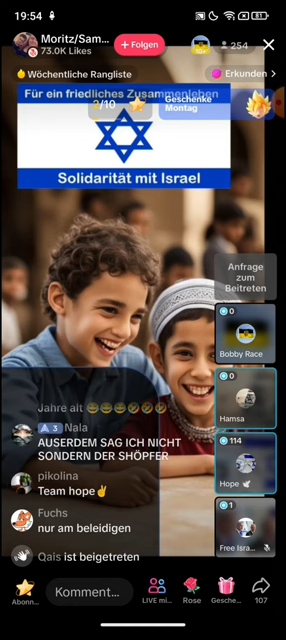 19:54
81
Moritz/Sam...
73.0K Likes
+ Folgen
254
Wöchentliche Rangliste
Erkunden >
Für ein friedliches Zusammenleben
2/10
Geschenke
Montag
Solidarität mit Israel
Anfrage
zum
Beitreten
0
Bobby Race
0
Hamsa
114
Hope
1
Free Isra...
Jahre alt
3 Nala
AUSERDEM SAG ICH NICHT
SONDERN DER SHÖPFER
pikolina
Team hope
Fuchs
nur am beleidigen
Qais ist beigetreten
Abonn...
Komment...
LIVE mi...
Rose
Gesche...
107